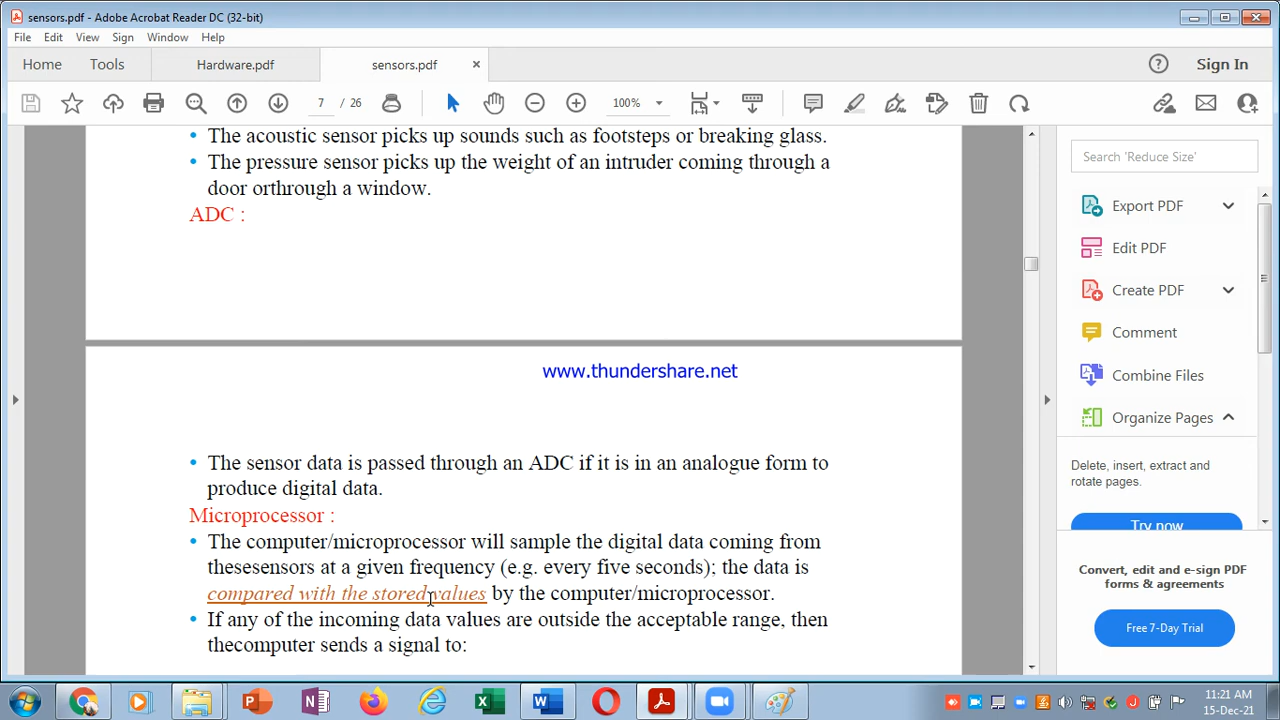 sensors.pdf - Adobe Acrobat Reader DC (32-bit)
File Edit View Sign Window Help
Home Tools Hardware.pdf sensors.pdf × Sign In
7 / 26 100%
The acoustic sensor picks up sounds such as footsteps or breaking glass.
The pressure sensor picks up the weight of an intruder coming through a
door orthrough a window.
ADC :
www.thundershare.net
The sensor data is passed through an ADC if it is in an analogue form to
produce digital data.
Microprocessor :
The computer/microprocessor will sample the digital data coming from
thesesensors at a given frequency (e.g. every five seconds); the data is
compared with the stored values by the computer/microprocessor.
If any of the incoming data values are outside the acceptable range, then
thecomputer sends a signal to:
Search 'Reduce Size'
Export PDF
Edit PDF
Create PDF
Comment
Combine Files
Organize Pages
Delete, insert, extract and
rotate pages.
Try now
Convert, edit and e-sign PDF
forms & agreements
Free 7-Day Trial
11:21 AM
15-Dec-21